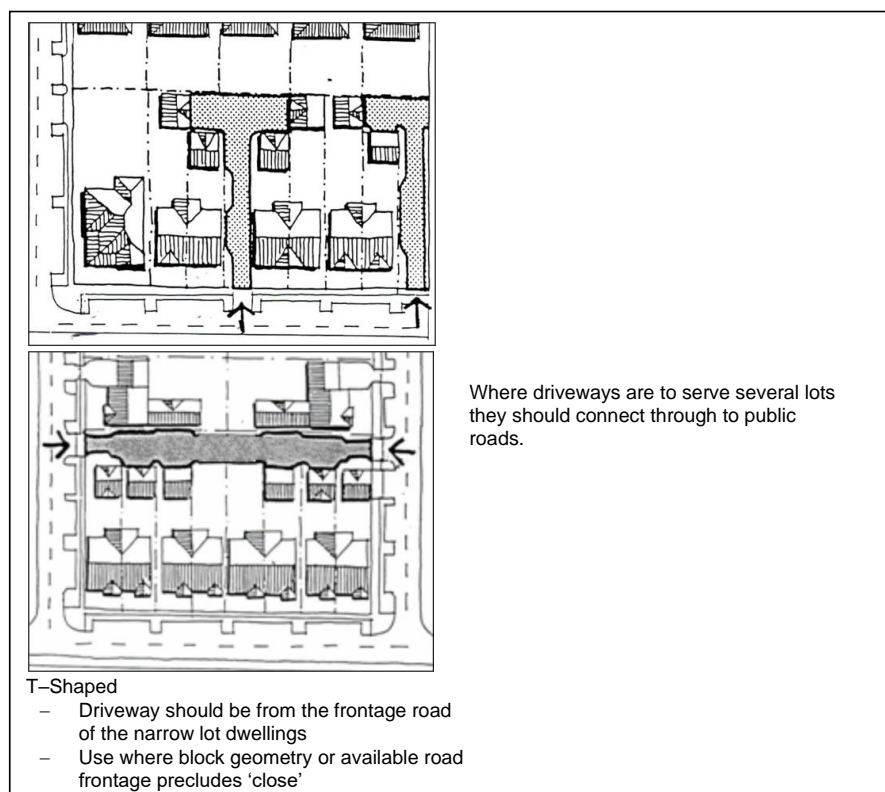 Where driveways are to serve several lots
they should connect through to public
roads.
T–Shaped
– Driveway should be from the frontage road
of the narrow lot dwellings
– Use where block geometry or available road
frontage precludes ‘close’